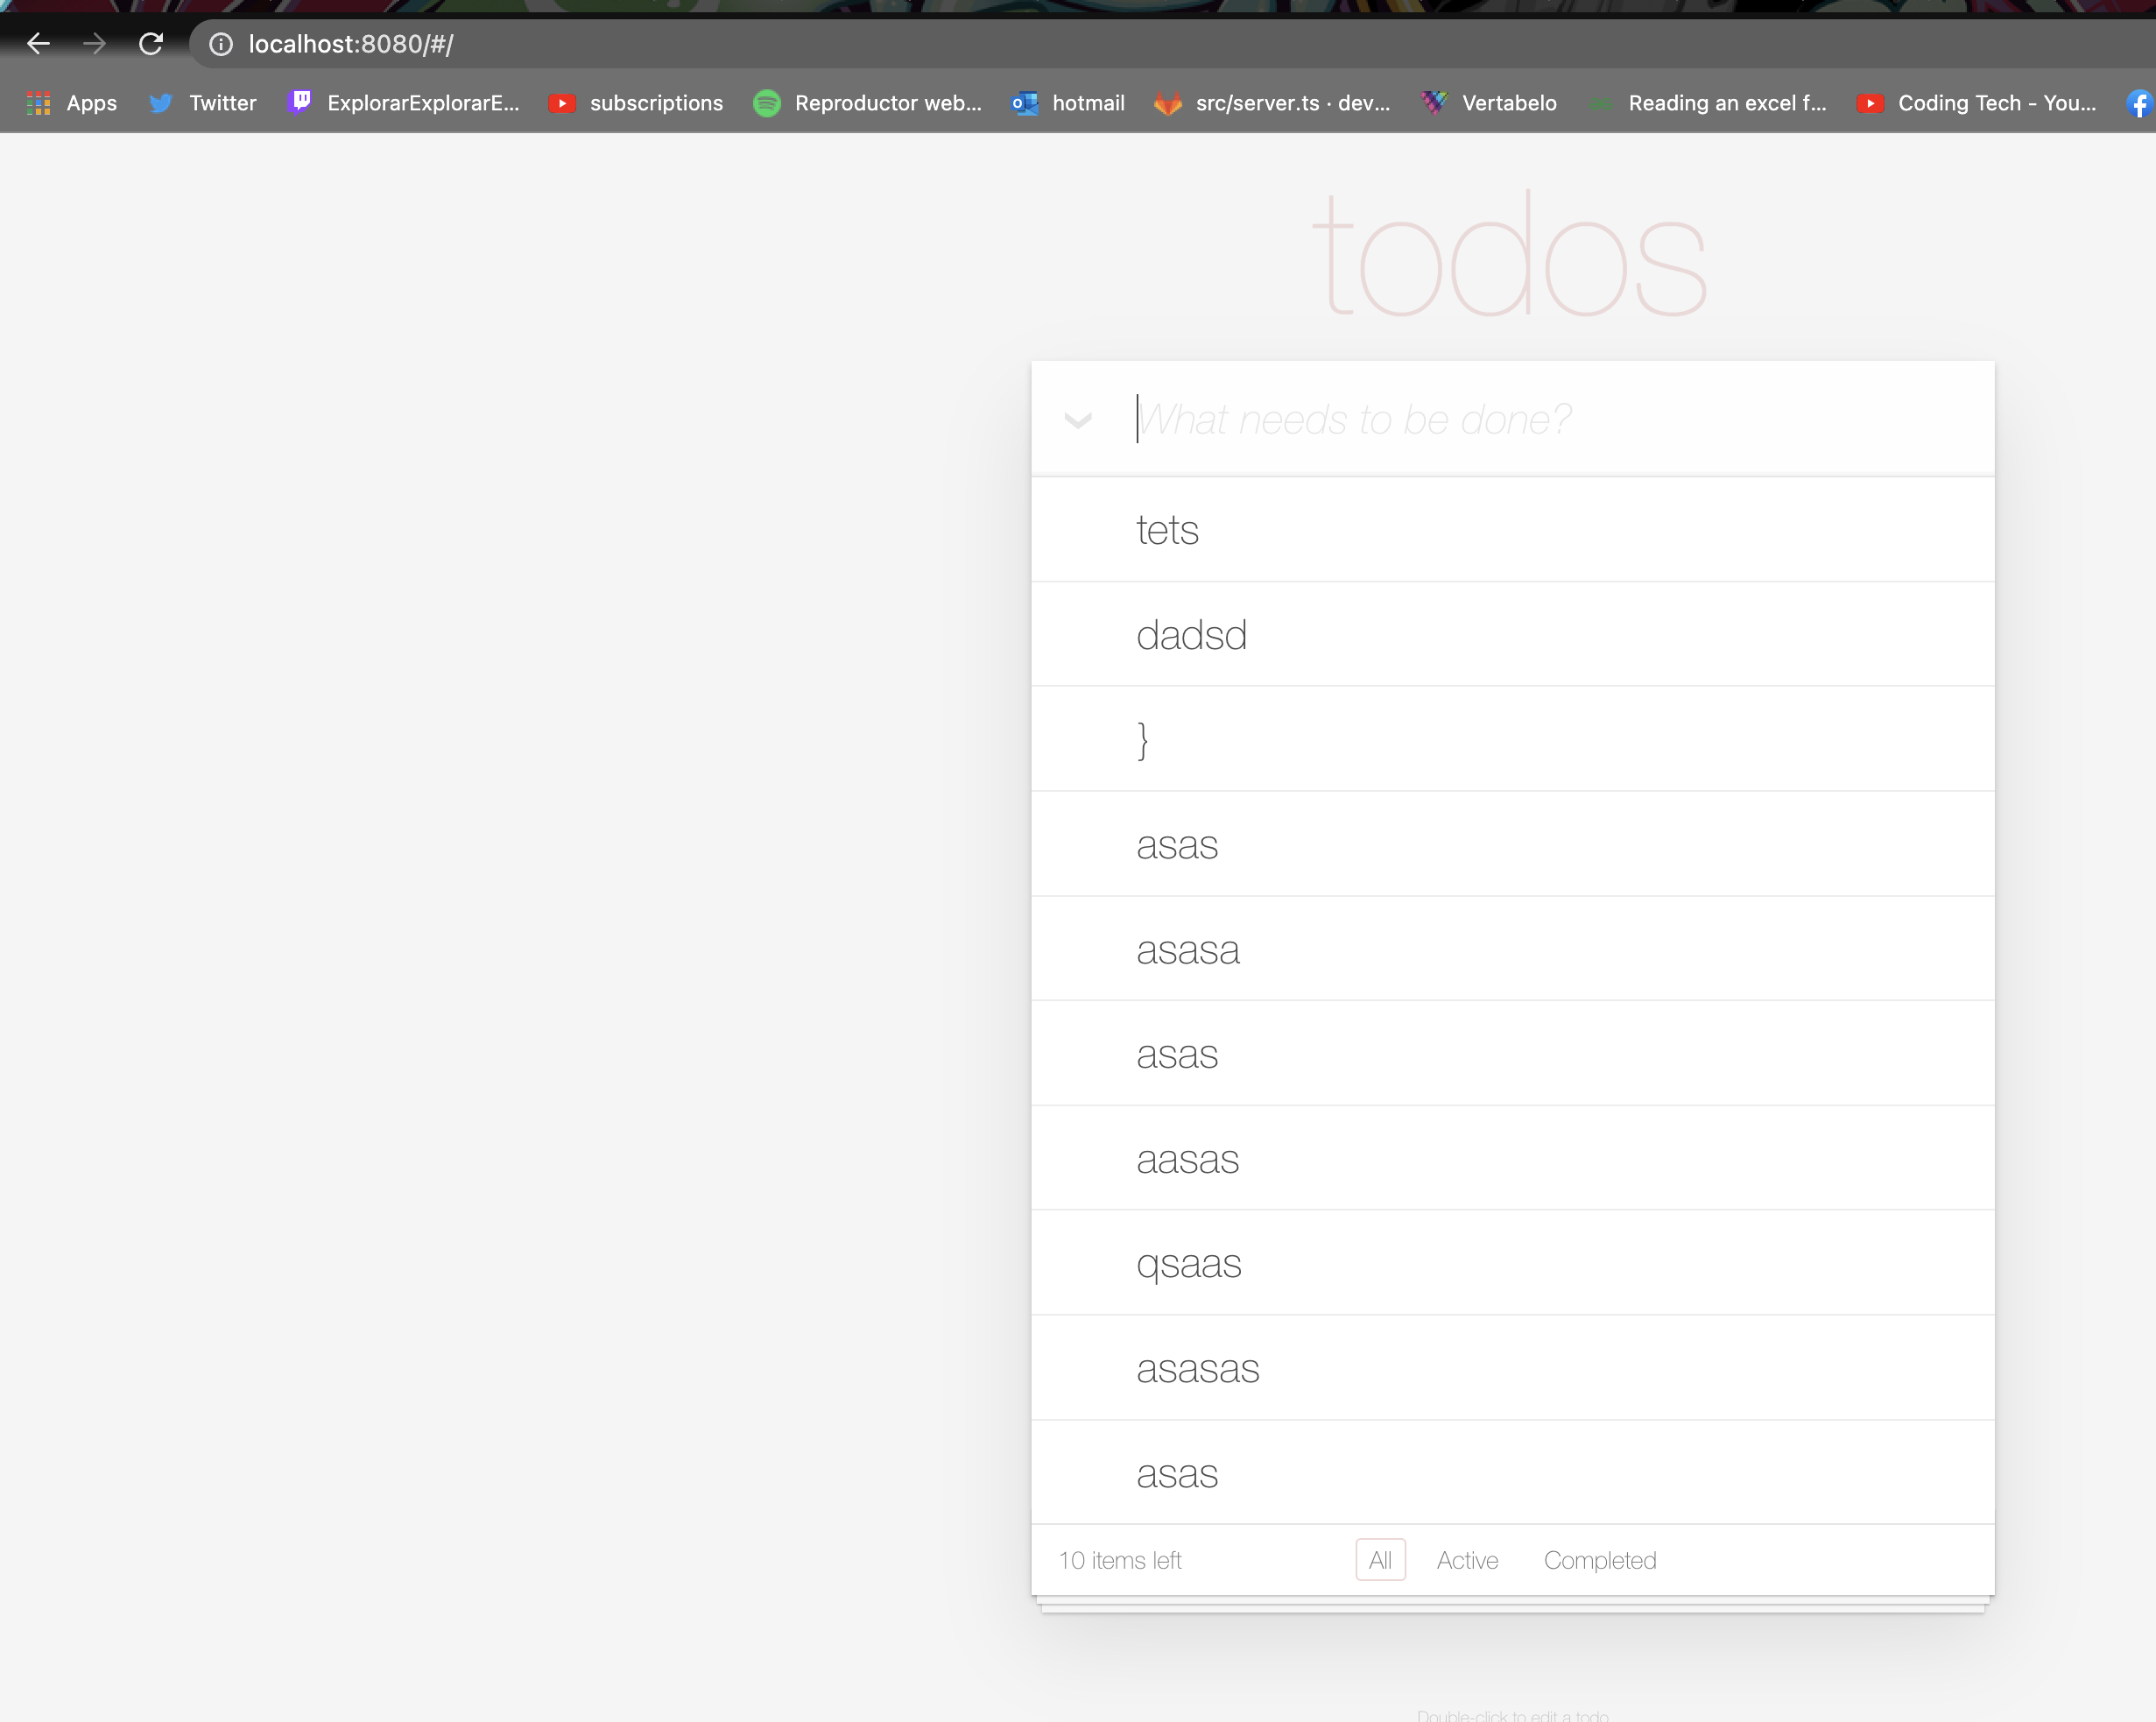 localhost:8080/#/
Apps Twitter ExplorarExplorarE... subscriptions Reproductor web... hotmail src/server.ts · dev... Vertabelo Reading an excel f... Coding Tech - You...
todos
What needs to be done?
tets
dadsd
}
asas
asasa
asas
aasas
qsaas
asasas
asas
10 items left All Active Completed
Double-click to edit a todo